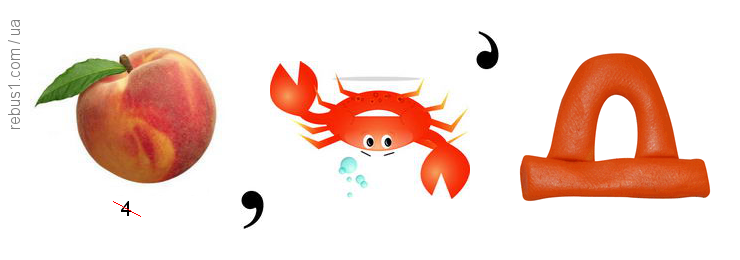 rebus1.com / ua
4
,
,
Д